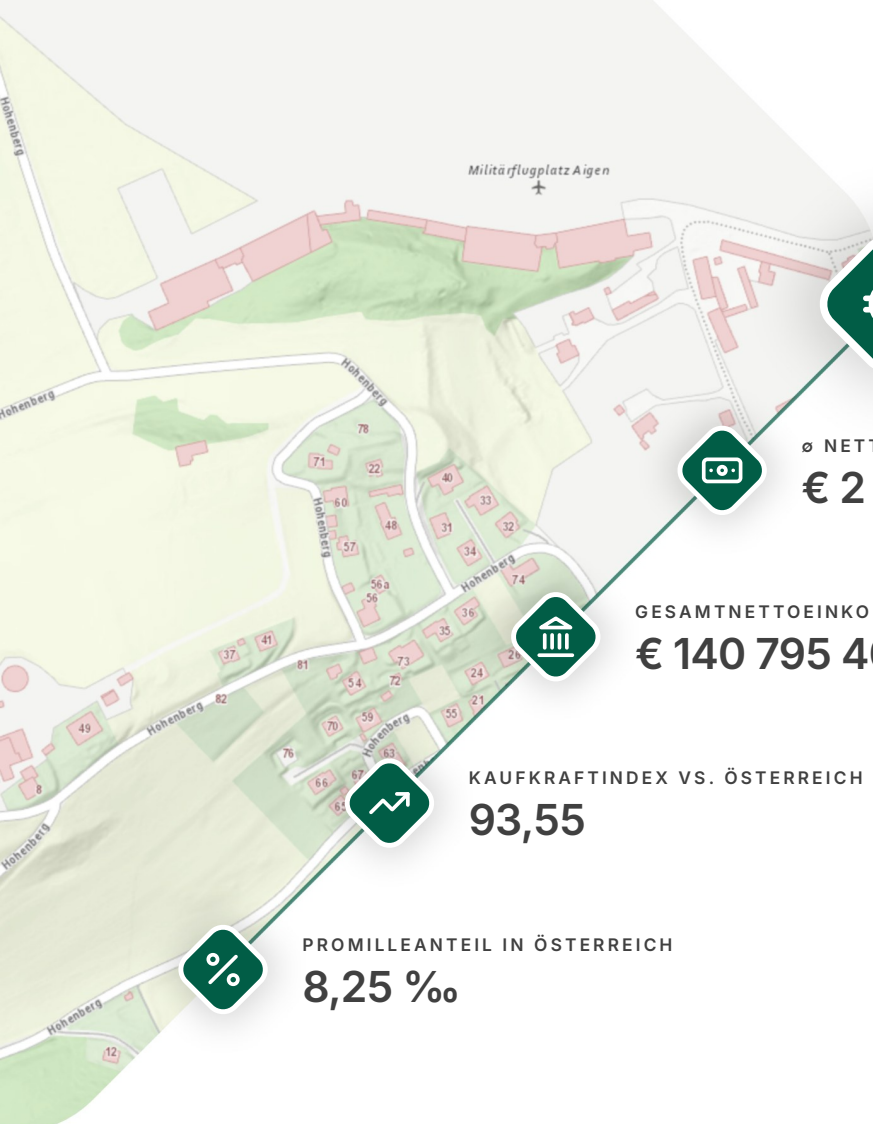 Hohenberg
Militärflugplatz Aigen
Hohenberg
Hohenberg
78
71
22
40
60
33
Hohenberg
48
31
32
57
34
Hohenberg
74
56a
56
36
35
41
37
81
73
24
54
72
82
21
59
55
Hohenberg
70
49
Hohenberg
76
63
66
67
8
Hohenberg
Hohenberg
12
ø NETT
€ 2
GESAMTNETTOEINKO
€ 140 795 4
KAUFKRAFTINDEX VS. ÖSTERREICH
93,55
PROMILLEANTEIL IN ÖSTERREICH
8,25 ‰